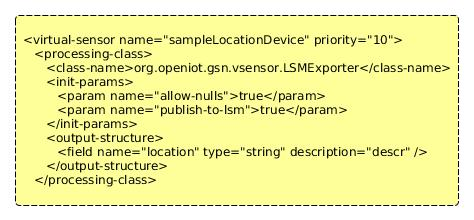 <virtual-sensor name="sampleLocationDevice" priority="10">
<processing-class>
<class-name>org.openiot.gsn.vsensor.LSMExporter</class-name>
<init-params>
<param name="allow-nulls">true</param>
<param name="publish-to-lsm">true</param>
</init-params>
<output-structure>
<field name="location" type="string" description="descr" />
</output-structure>
</processing-class>